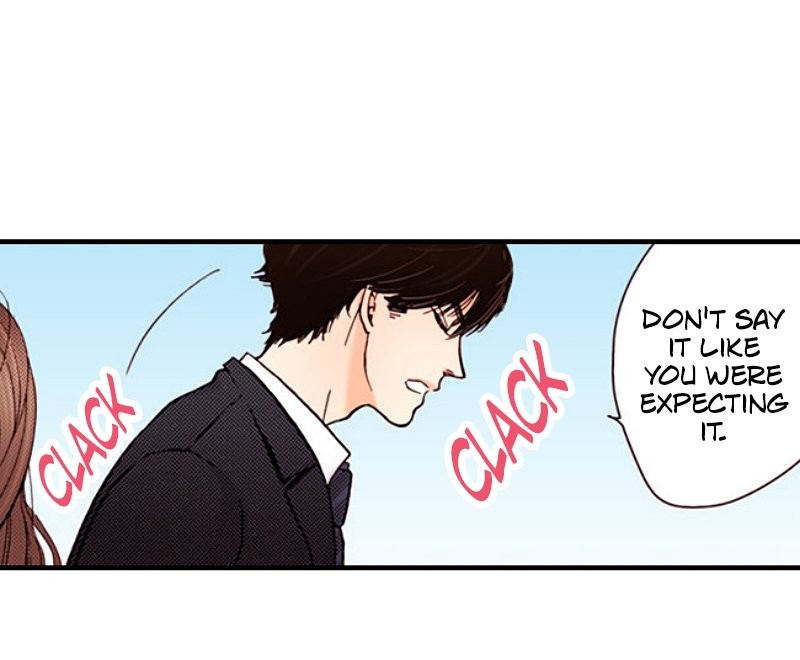 CLACK
CLACK
DON'T SAY
IT LIKE
YOU WERE
EXPECTING
IT.